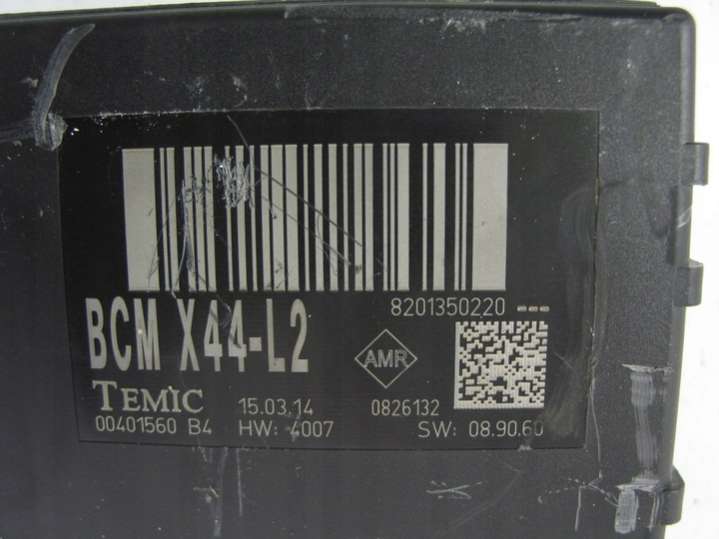 8201350220 ---
BCM X44-L2
AMR
TEMIC 15.03.14 0826132
00401560 B4 HW: 4007 SW: 08.90.60